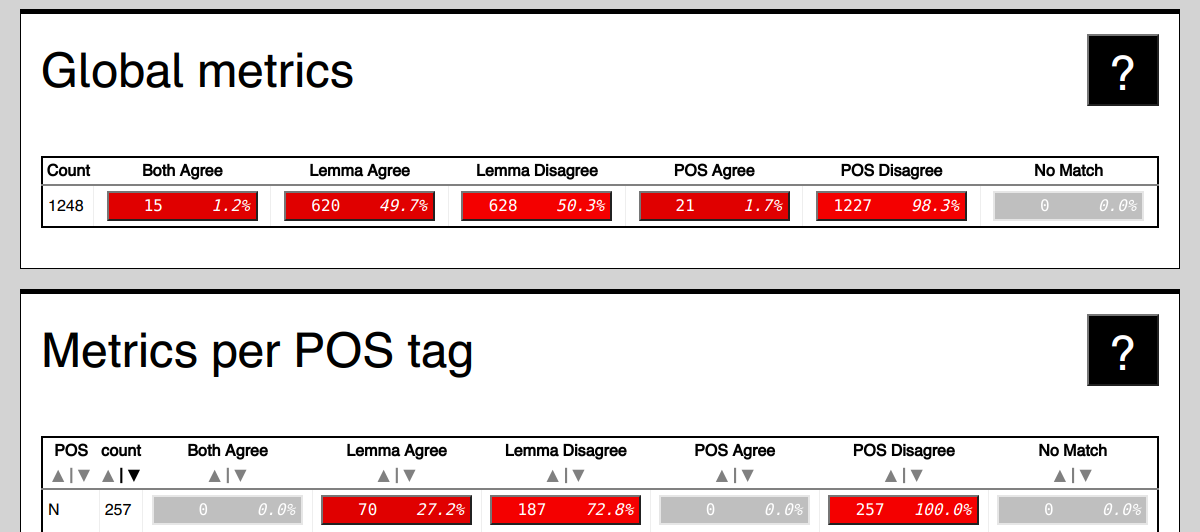 Global metrics
?
Count Both Agree Lemma Agree Lemma Disagree POS Agree POS Disagree No Match
1248 15 1.2% 620 49.7% 628 50.3% 21 1.7% 1227 98.3% 0 0.0%
Metrics per POS tag
?
POS count Both Agree Lemma Agree Lemma Disagree POS Agree POS Disagree No Match
▲|▼ ▲|▼ ▲|▼ ▲|▼ ▲|▼ ▲|▼ ▲|▼ ▲|▼
N 257 0 0.0% 70 27.2% 187 72.8% 0 0.0% 257 100.0% 0 0.0%